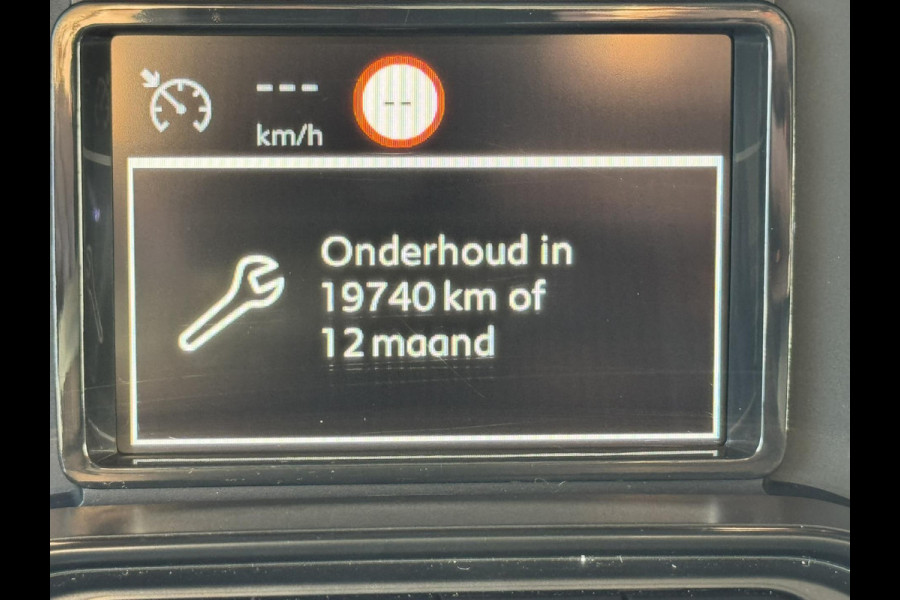 --- --
km/h
Onderhoud in
19740 km of
12 maand